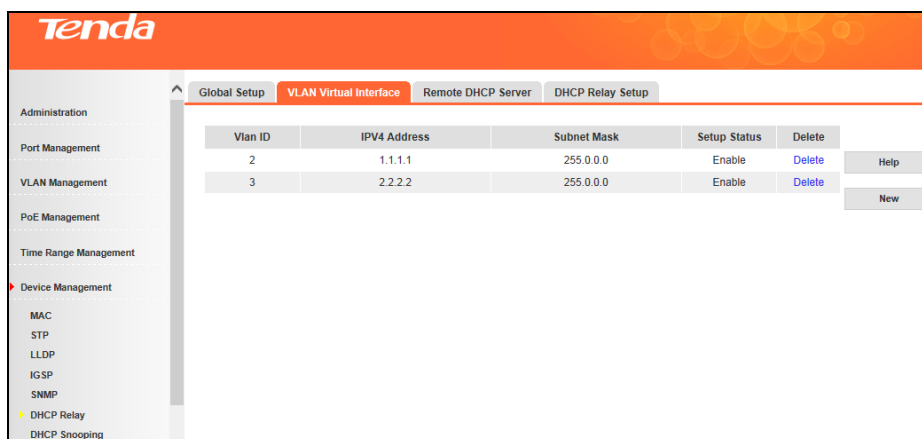 Tenda
Global Setup VLAN Virtual Interface Remote DHCP Server DHCP Relay Setup
Administration
Port Management
VLAN Management
PoE Management
Time Range Management
Device Management
MAC
STP
LLDP
IGSP
SNMP
DHCP Relay
DHCP Snooping
Vlan ID IPV4 Address Subnet Mask Setup Status Delete
2 1.1.1.1 255.0.0.0 Enable Delete
3 2.2.2.2 255.0.0.0 Enable Delete
Help
New